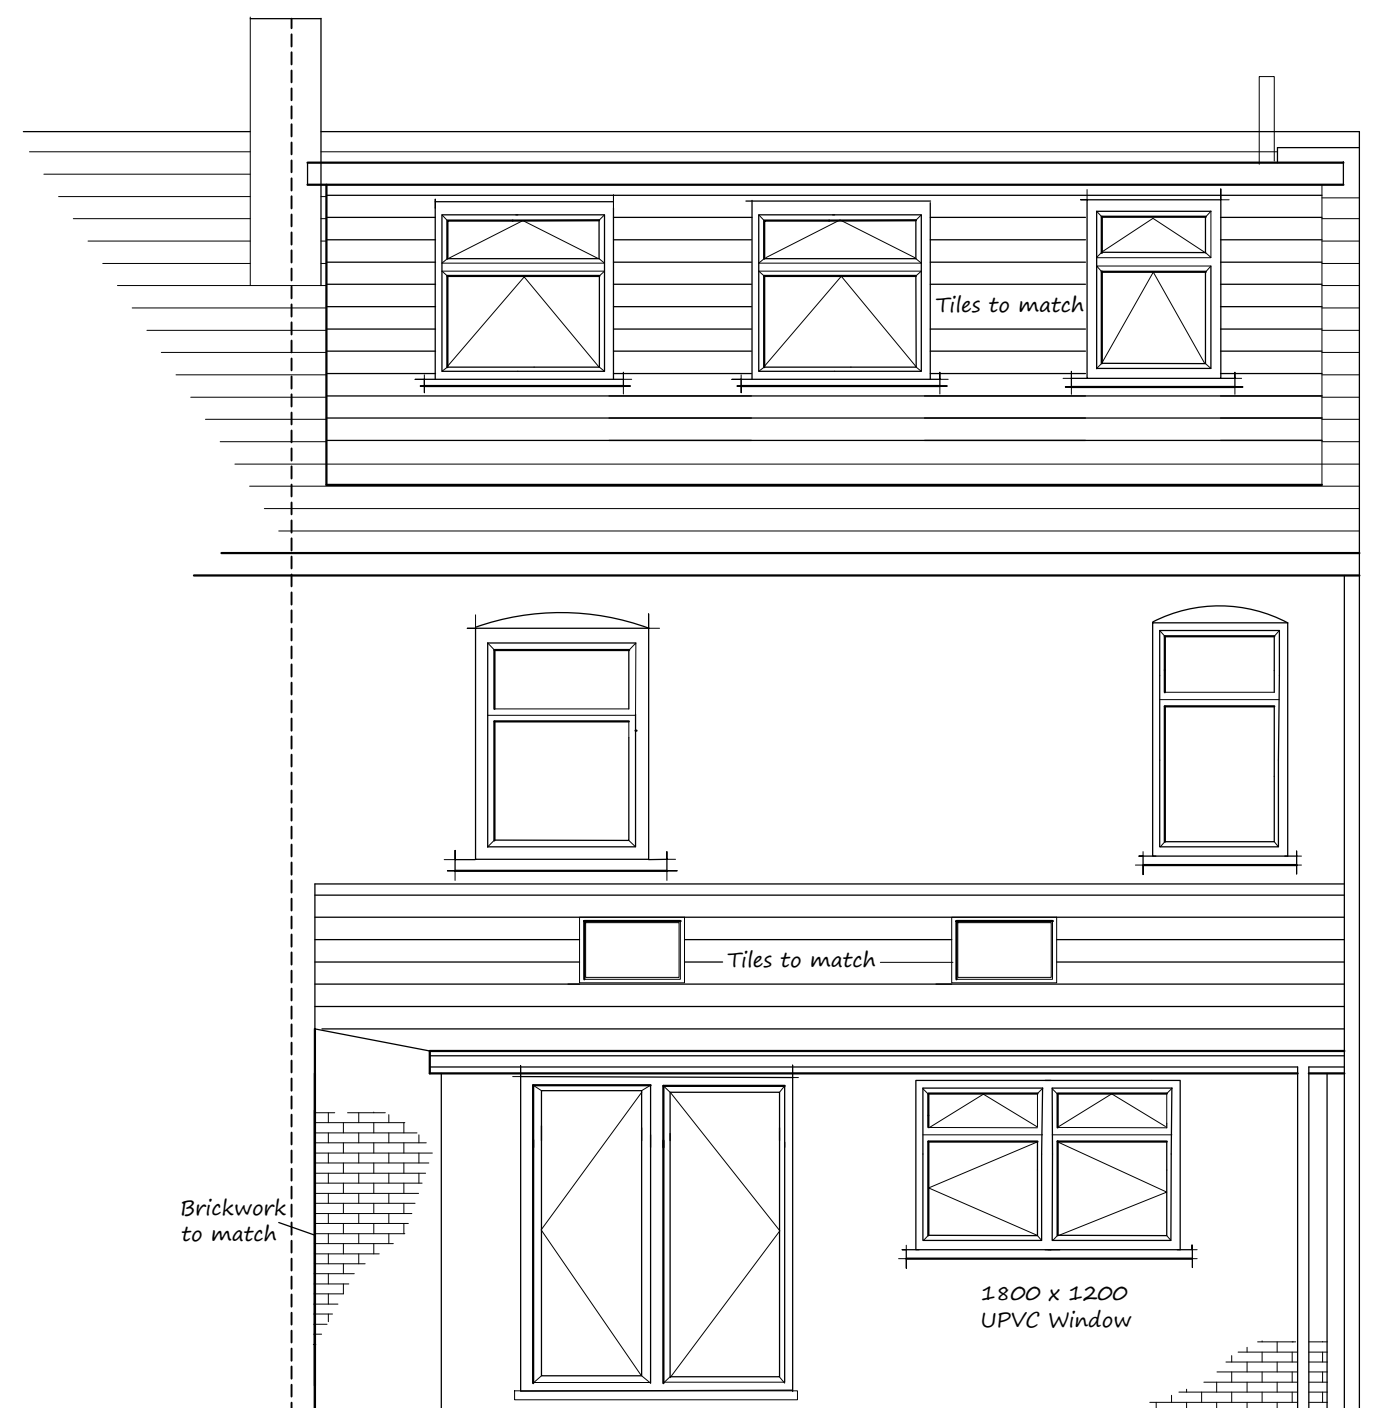 Tiles to match
Tiles to match
Brickwork
to match
1800 x 1200
UPVC Window